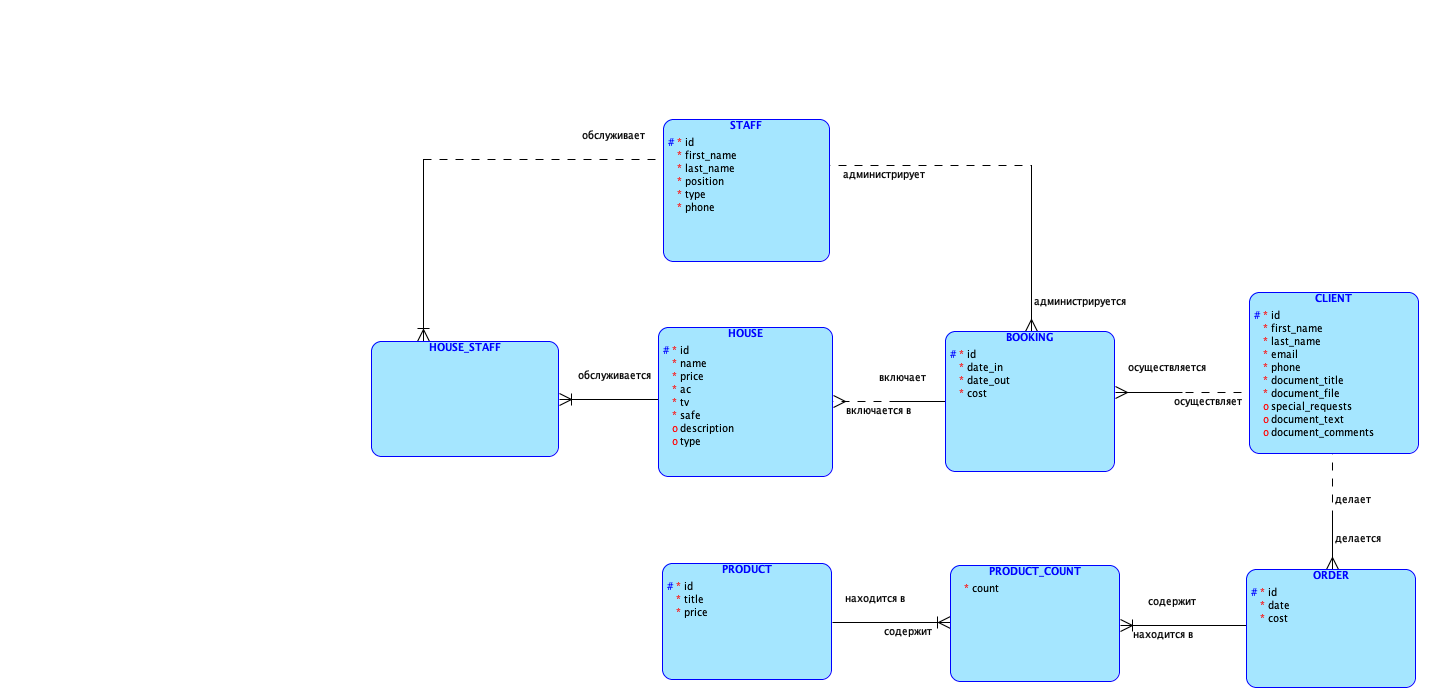 STAFF
# * id
* first_name
* last_name
* position
* type
* phone
обслуживает
администрирует
администрируется
HOUSE_STAFF
обслуживается
HOUSE
# * id
* name
* price
* ac
* tv
* safe
o description
o type
включает
включается в
BOOKING
# * id
* date_in
* date_out
* cost
осуществляется
осуществляет
CLIENT
# * id
* first_name
* last_name
* email
* phone
* document_title
* document_file
o special_requests
o document_text
o document_comments
делает
делается
PRODUCT
# * id
* title
* price
находится в
содержит
PRODUCT_COUNT
* count
содержит
находится в
ORDER
# * id
* date
* cost